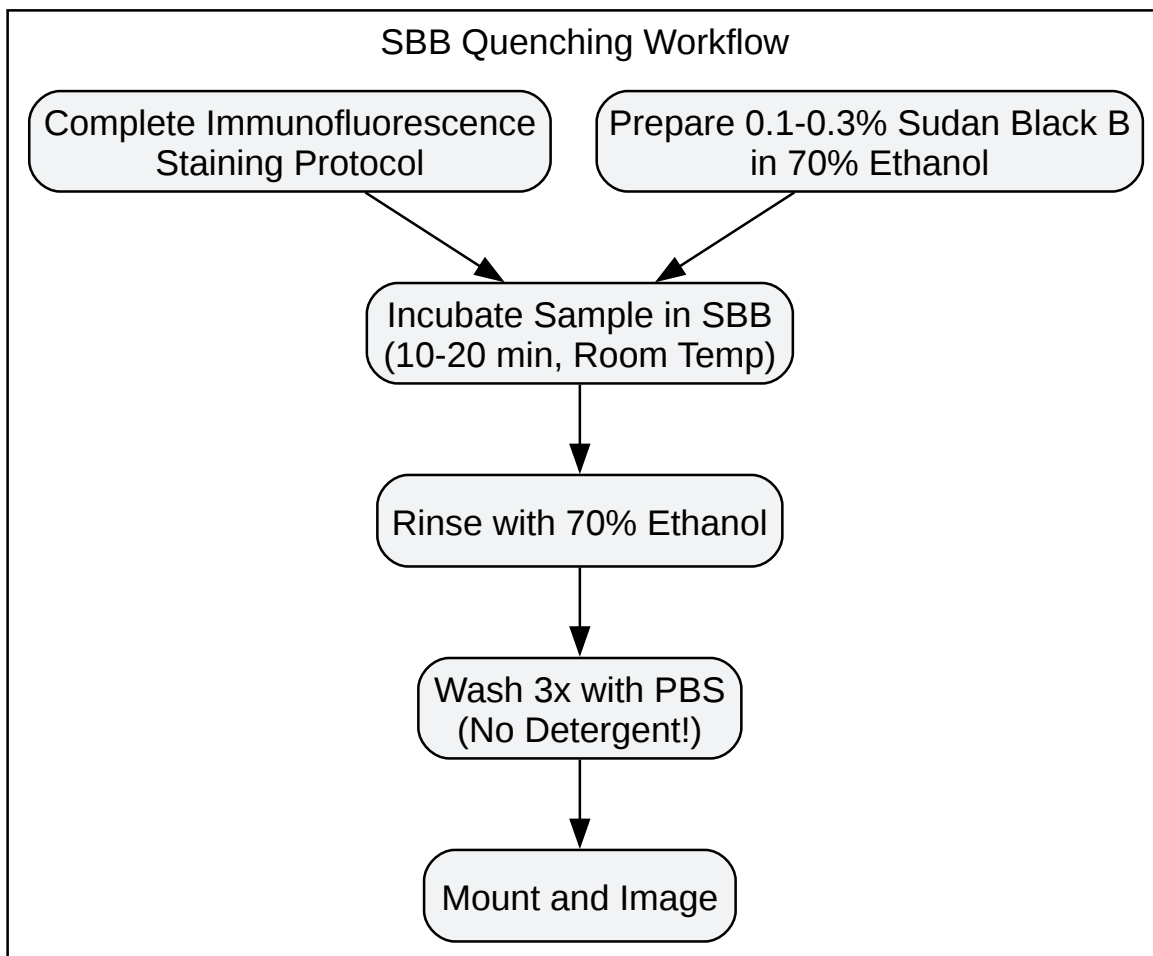 SBB Quenching Workflow
Complete Immunofluorescence
Staining Protocol
Prepare 0.1-0.3% Sudan Black B
in 70% Ethanol
Incubate Sample in SBB
(10-20 min, Room Temp)
Rinse with 70% Ethanol
Wash 3x with PBS
(No Detergent!)
Mount and Image